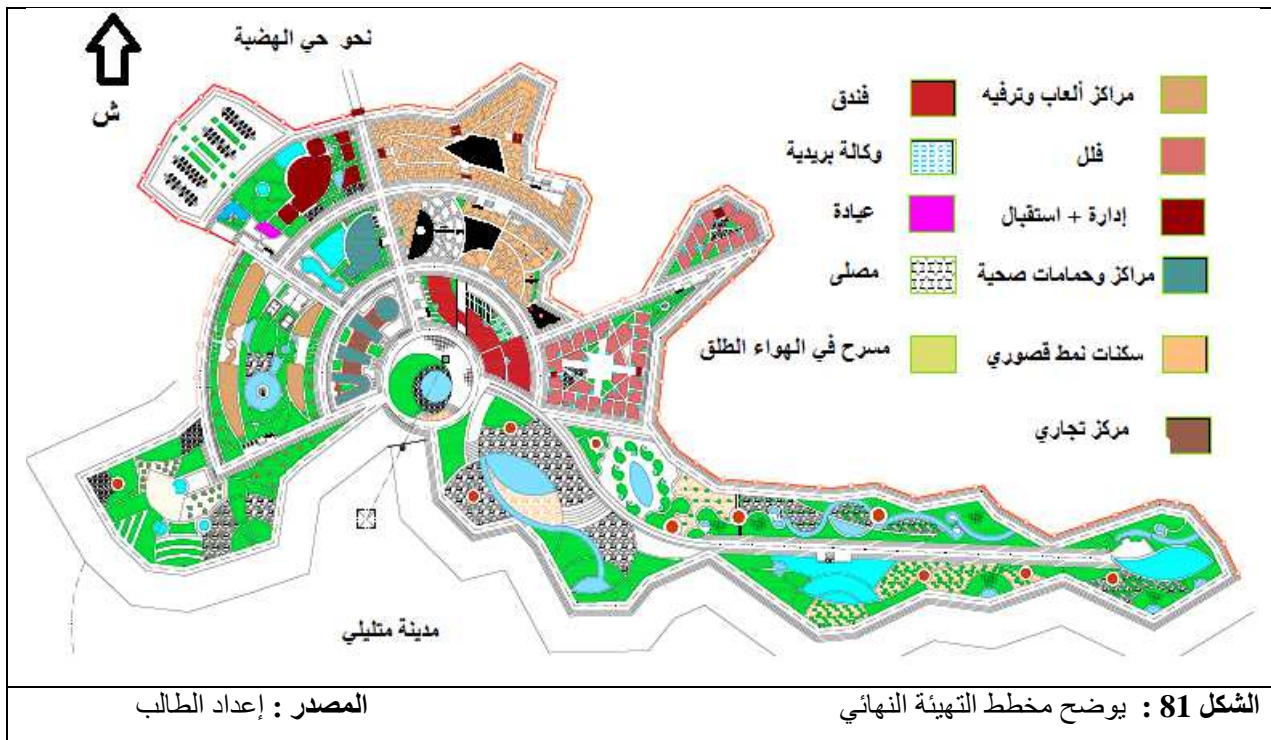 نحو حي الهضبة
ش
مراكز ألعاب وترفيه
فندق
فلل
وكالة بريدية
إدارة + استقبال
عيادة
مراكز وحمامات صحية
مصلى
سكنات نمط قصوري
مسرح في الهواء الطلق
مركز تجاري
مدينة متليلي
الشكل 81 : يوضح مخطط التهيئة النهائي
المصدر : إعداد الطالب